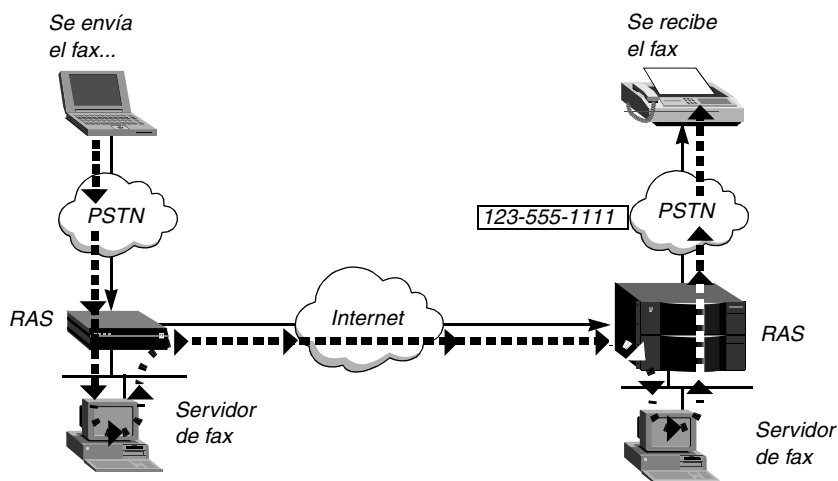 Se envía
el fax...
Se recibe
el fax
PSTN
123-555-1111
PSTN
RAS
Internet
RAS
Servidor
de fax
Servidor
de fax